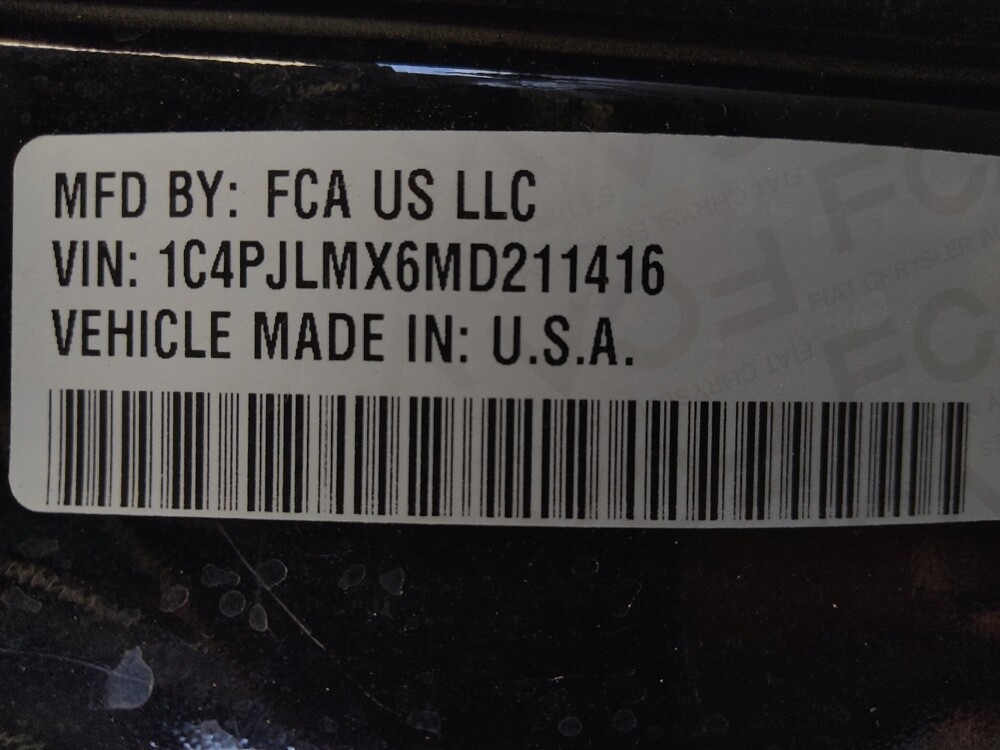 MFD BY: FCA US LLC
VIN: 1C4PJLMX6MD211416
VEHICLE MADE IN: U.S.A.